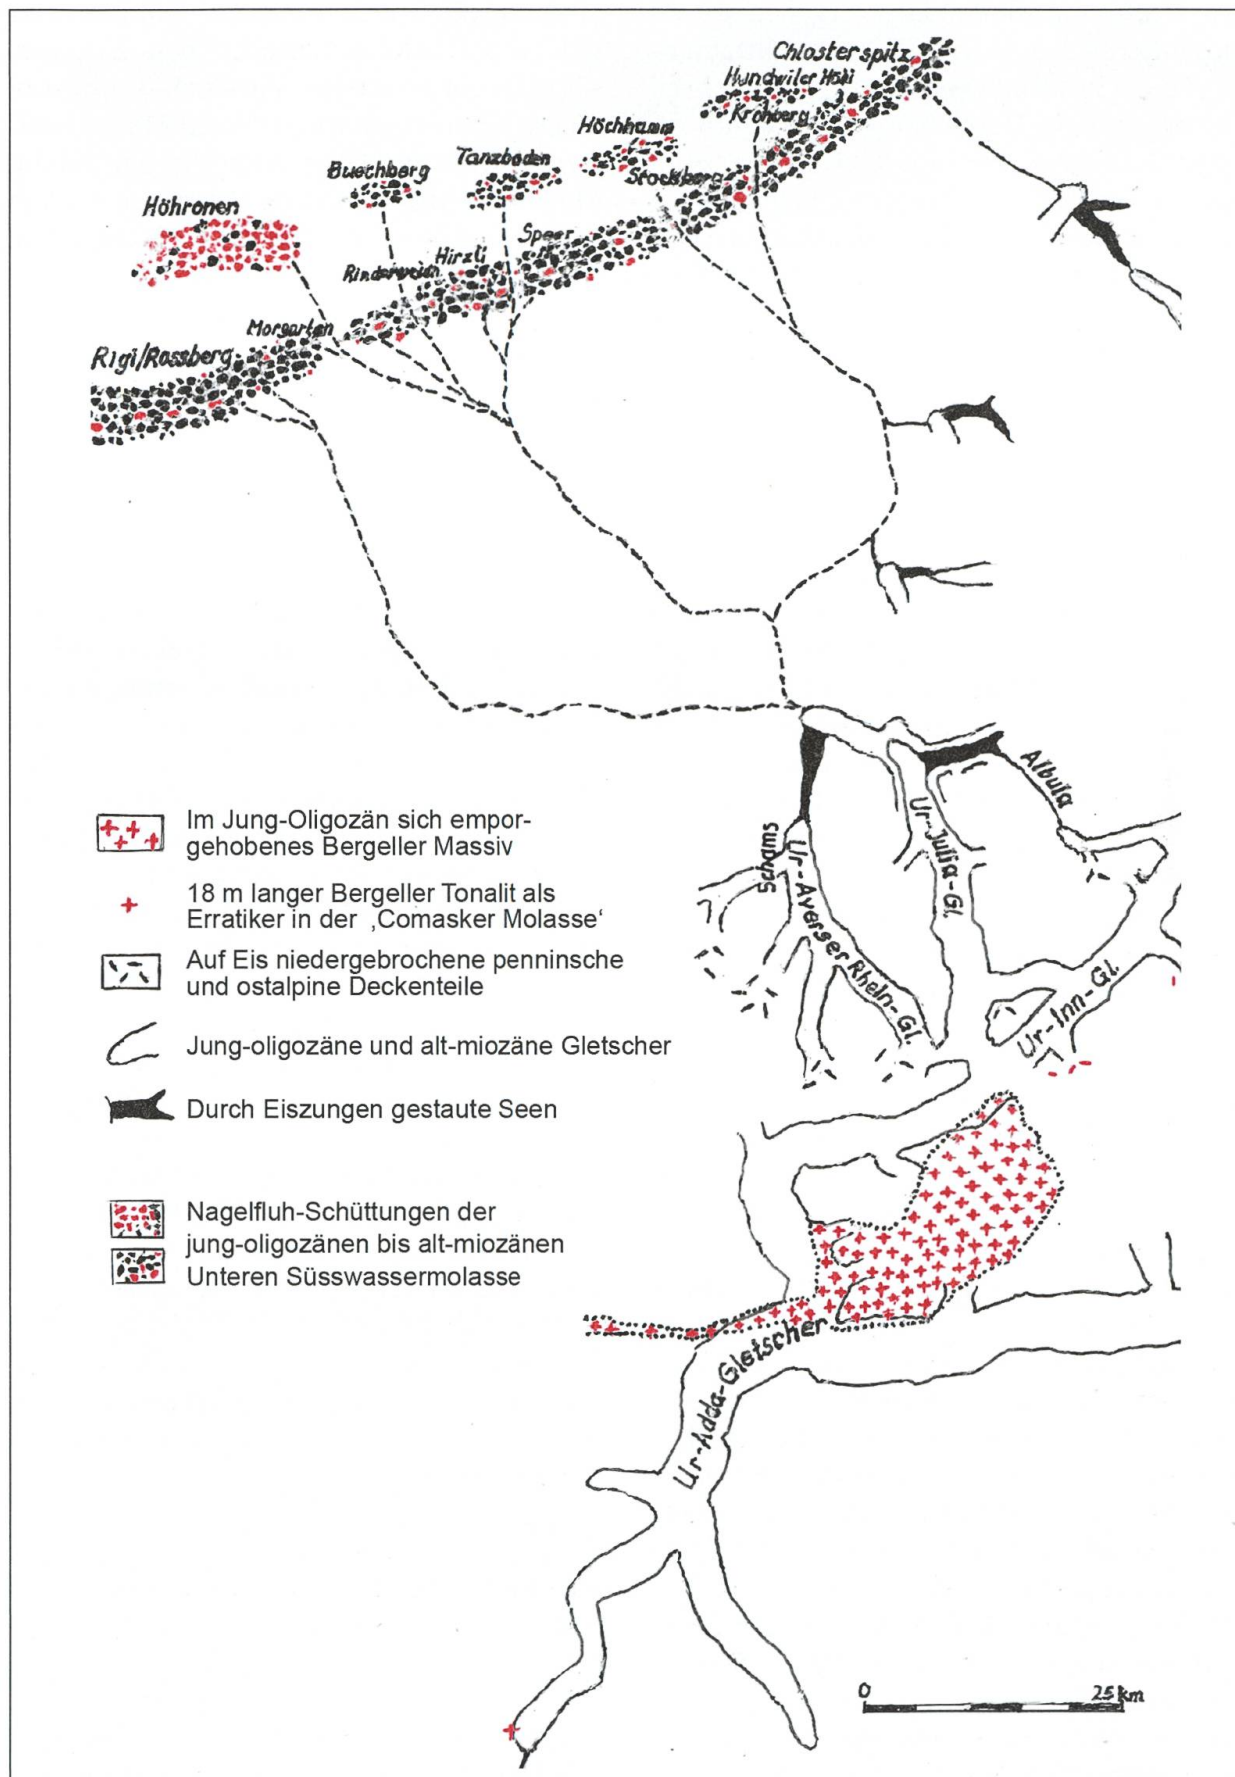 Chlosterspitz
Hundwiler Höhi
Kronberg
Höchhamm
Stockberg
Tanzboden
Buechberg
Höhronen
Speer
Hirzli
Rinderweid
Morgarten
Rigi/Rossberg
Albula
Ur-Julia-Gl.
Schams
Ur-Averser Rhein-Gl.
Ur-Inn-Gl.
Im Jung-Oligozän sich empor-
gehobenes Bergeller Massiv
18 m langer Bergeller Tonalit als
Erratiker in der ‚Comasker Molasse‘
Auf Eis niedergebrochene penninsche
und ostalpine Deckenteile
Jung-oligozäne und alt-miozäne Gletscher
Durch Eiszungen gestaute Seen
Nagelfluh-Schüttungen der
jung-oligozänen bis alt-miozänen
Unteren Süsswassermolasse
Ur-Adda-Gletscher
0 25 km